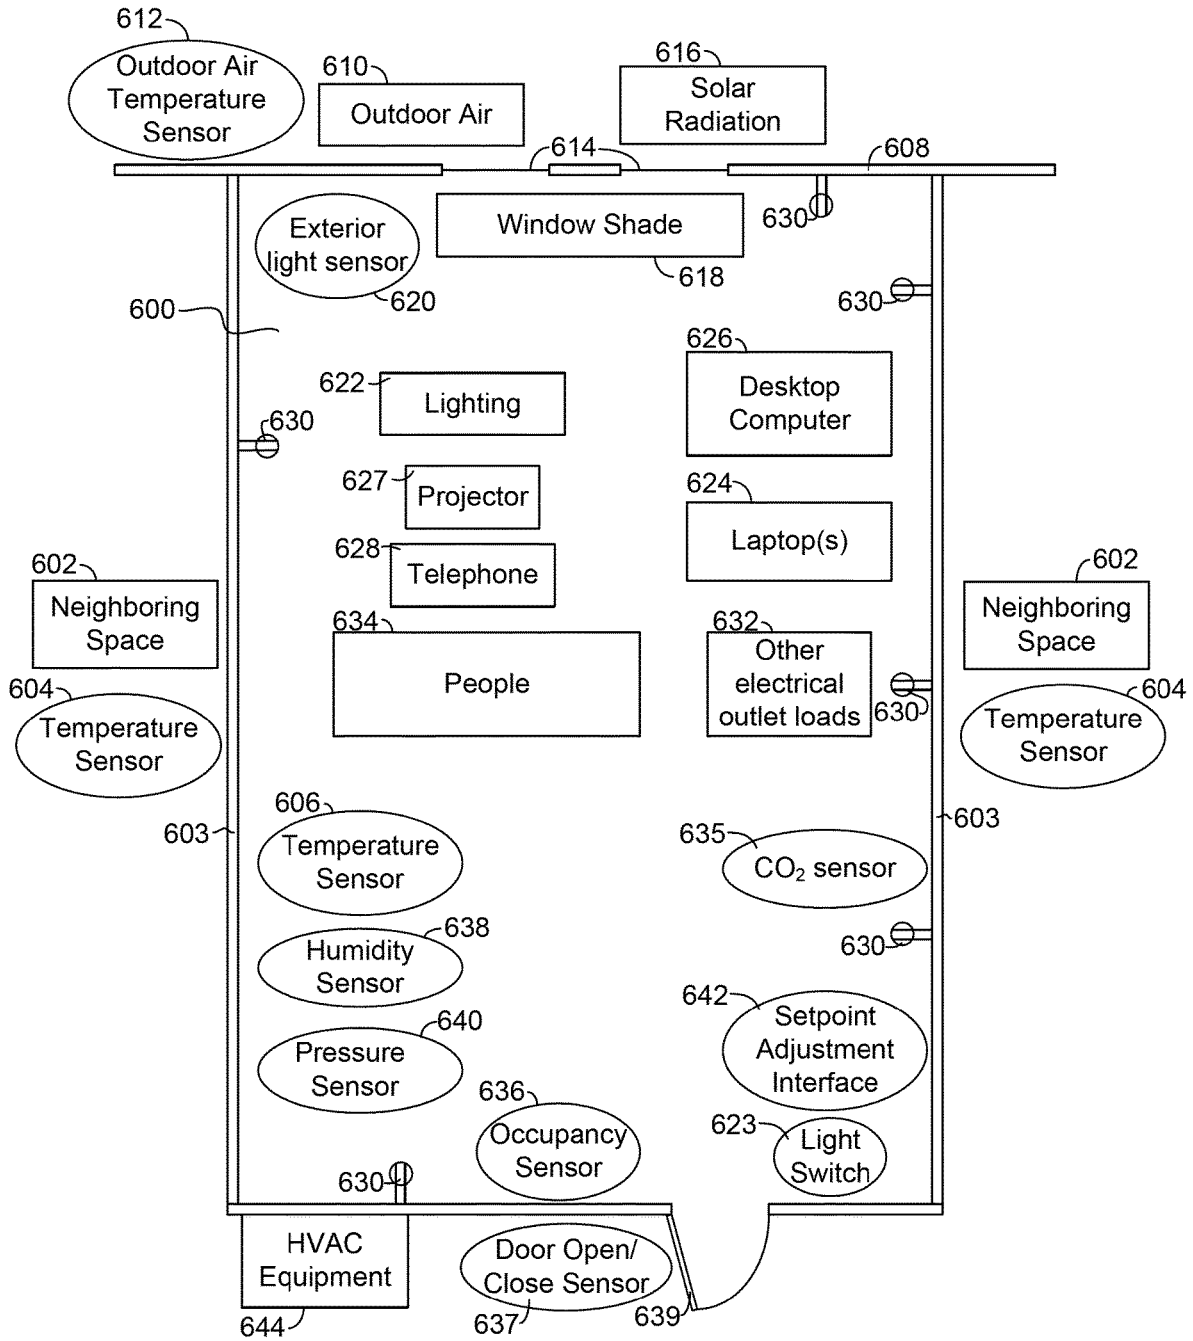 612
Outdoor Air
Temperature
Sensor
610
Outdoor Air
616
Solar
Radiation
614
608
Exterior
light sensor
620
Window Shade
618
630
630
600
622
Lighting
626
Desktop
Computer
630
627
Projector
624
Laptop(s)
628
Telephone
602
Neighboring
Space
602
Neighboring
Space
634
People
632
Other
electrical
outlet loads
630
604
Temperature
Sensor
604
Temperature
Sensor
603
603
606
Temperature
Sensor
635
CO₂ sensor
638
Humidity
Sensor
630
640
Pressure
Sensor
642
Setpoint
Adjustment
Interface
636
Occupancy
Sensor
623
Light
Switch
630
HVAC
Equipment
644
Door Open/
Close Sensor
637
639